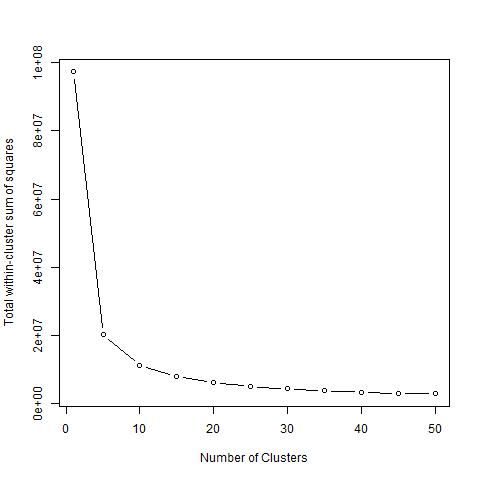 Total within-cluster sum of squares
1e+08
8e+07
6e+07
4e+07
2e+07
0e+00
0 10 20 30 40 50
Number of Clusters